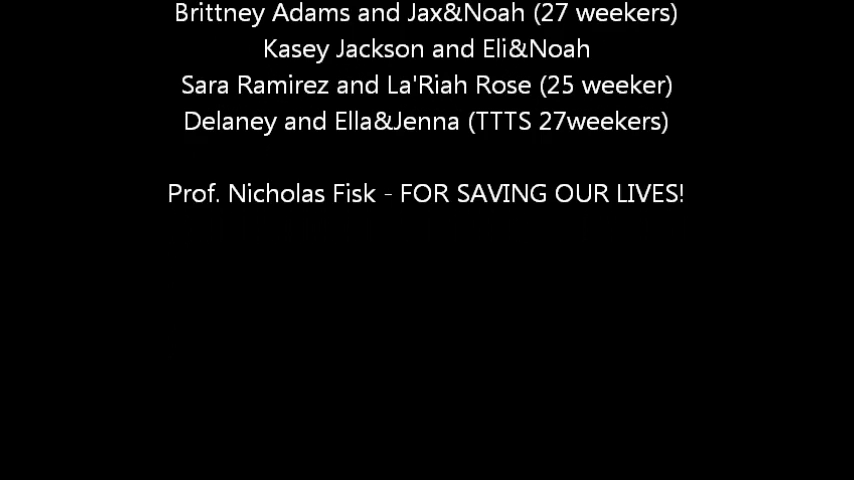 Brittney Adams and Jax&Noah (27 weekers)
Kasey Jackson and Eli&Noah
Sara Ramirez and La'Riah Rose (25 weeker)
Delaney and Ella&Jenna (TTTS 27weekers)
Prof. Nicholas Fisk - FOR SAVING OUR LIVES!